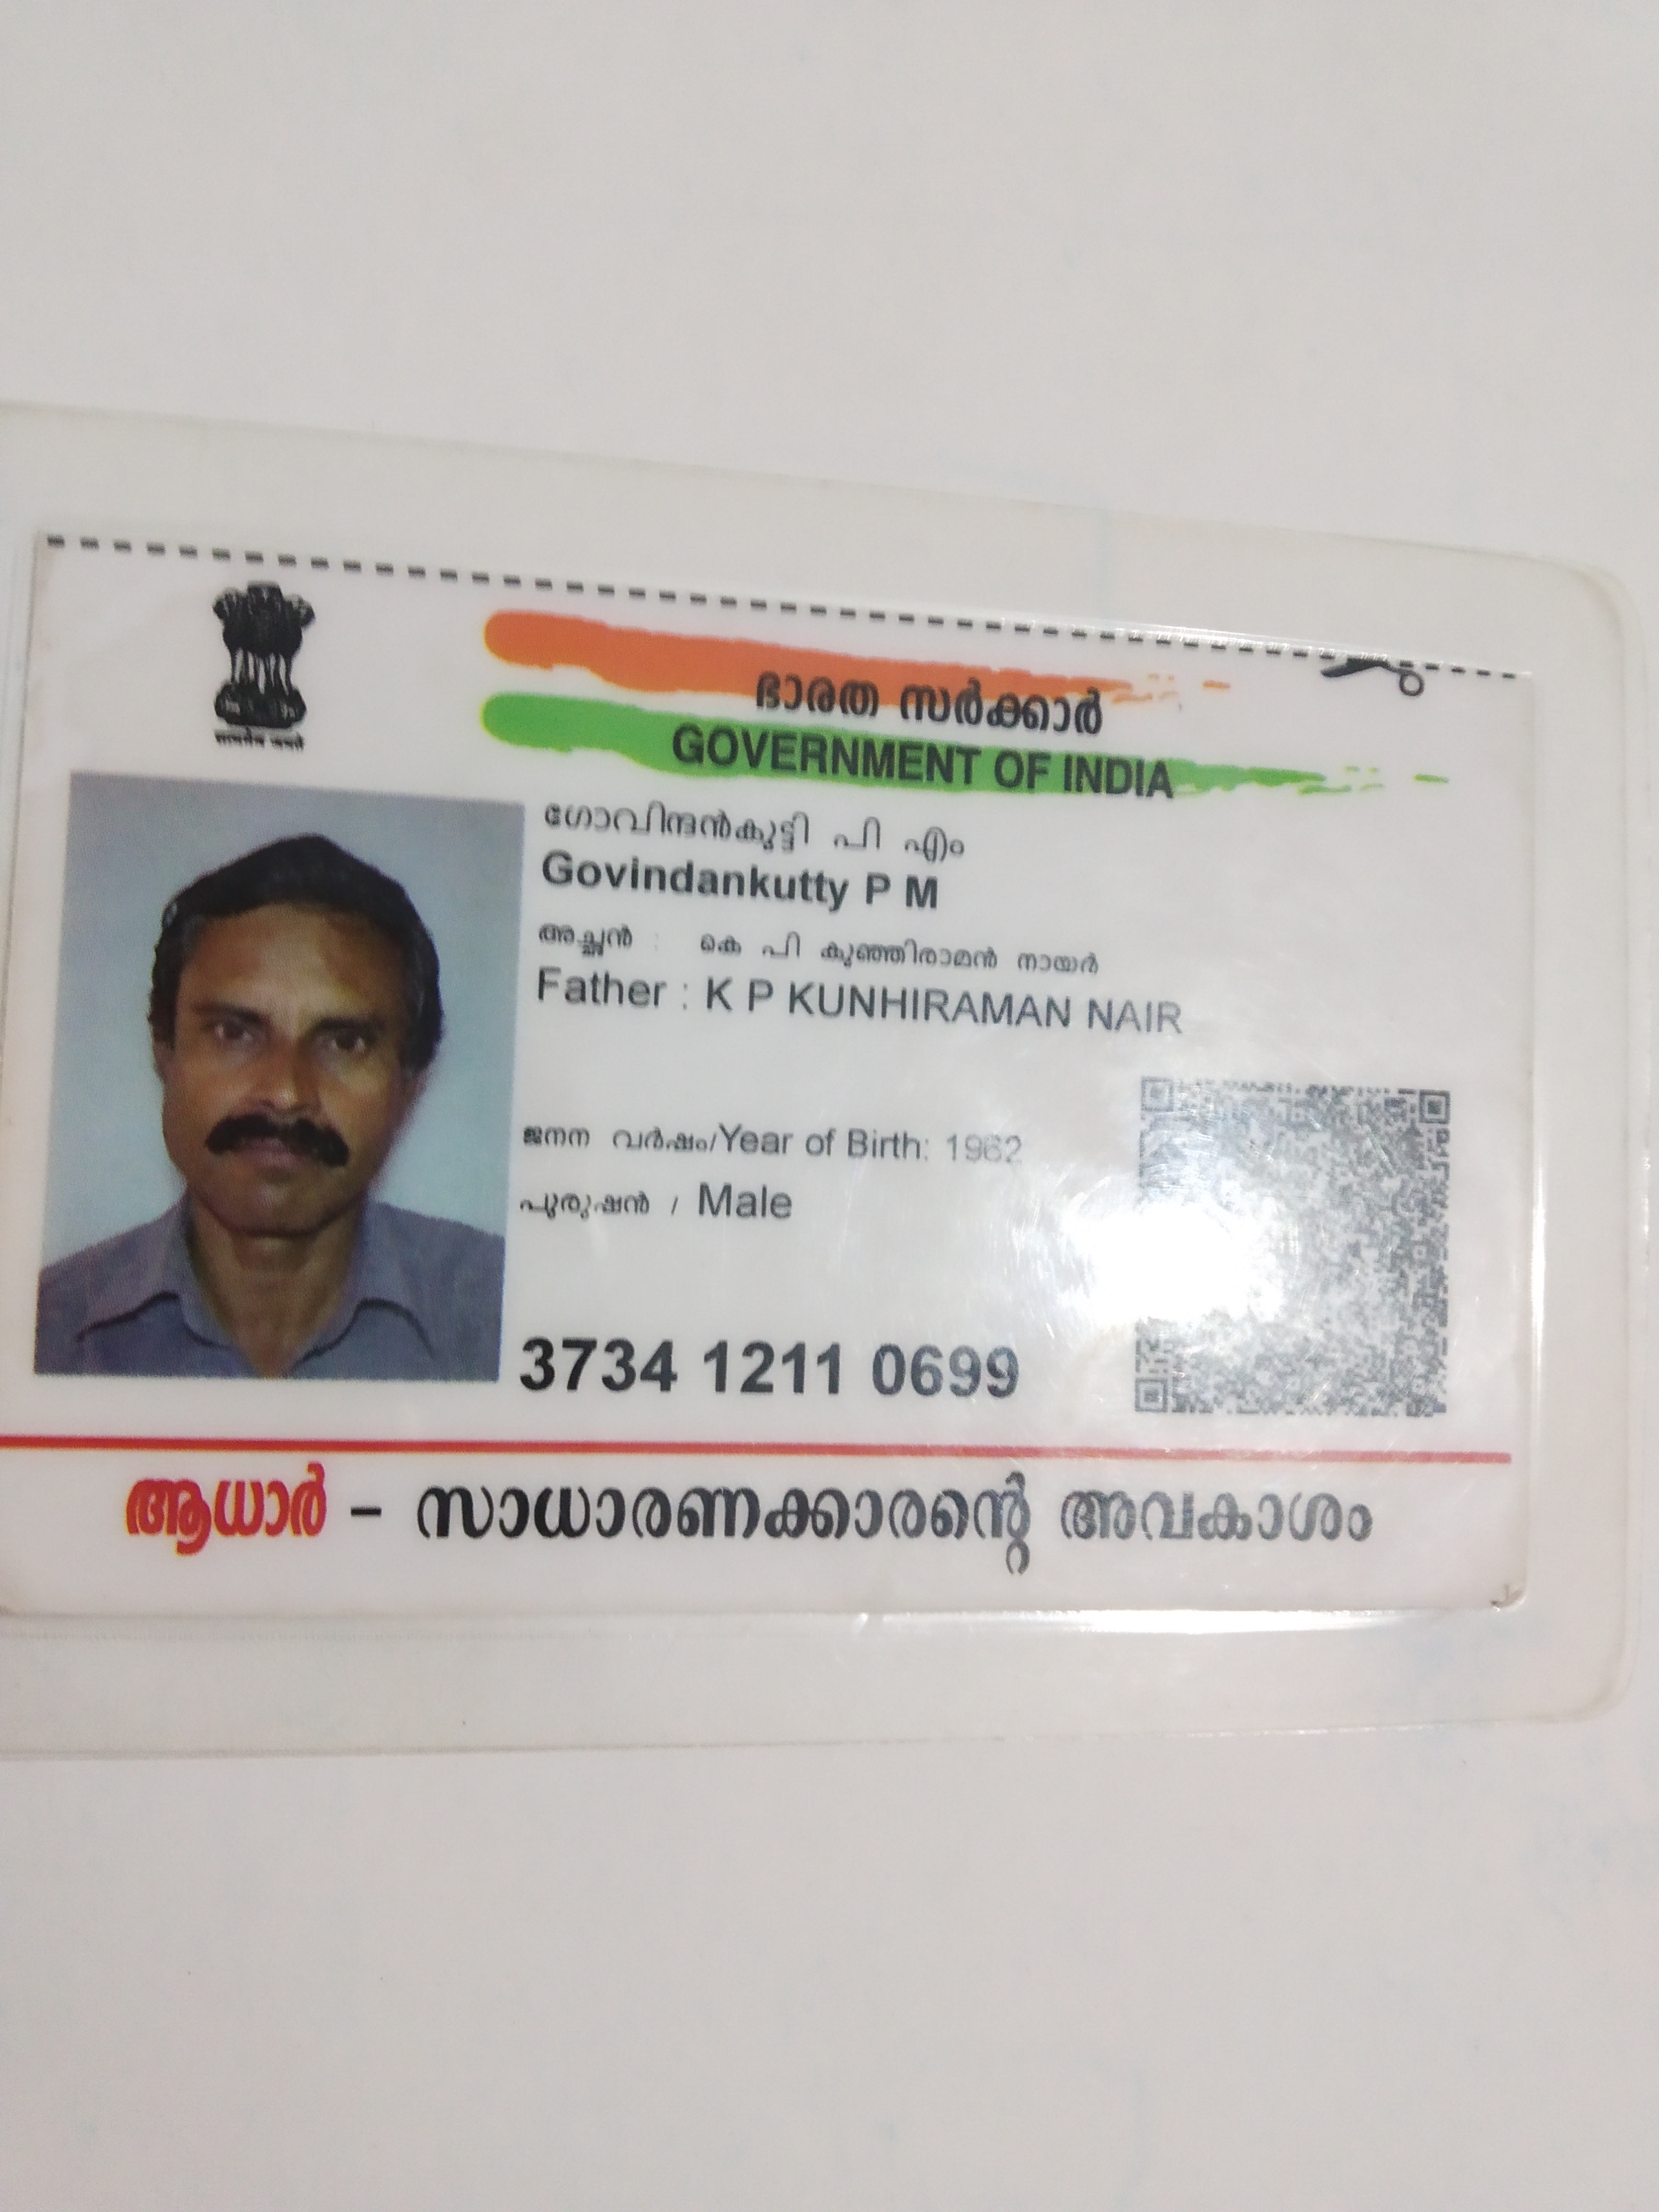 ഭാരത സർക്കാർ
GOVERNMENT OF INDIA
ഗോവിന്ദൻകുട്ടി പി എം
Govindankutty P M
അച്ഛൻ : കെ പി കുഞ്ഞിരാമൻ നായർ
Father : K P KUNHIRAMAN NAIR
ജനന വർഷം/Year of Birth: 1962
പുരുഷൻ / Male
3734 1211 0699
ആധാർ – സാധാരണക്കാരന്റെ അവകാശം